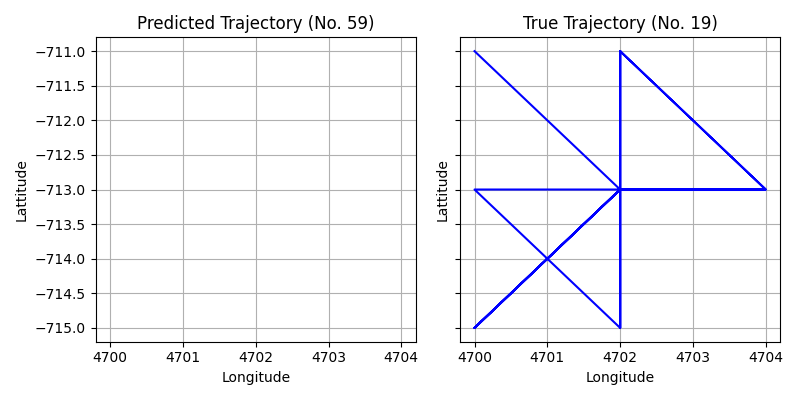 Predicted Trajectory (No. 59)
True Trajectory (No. 19)
Lattitude
−711.0
−711.5
−712.0
−712.5
−713.0
−713.5
−714.0
−714.5
−715.0
4700 4701 4702 4703 4704
Longitude
Lattitude
4700 4701 4702 4703 4704
Longitude